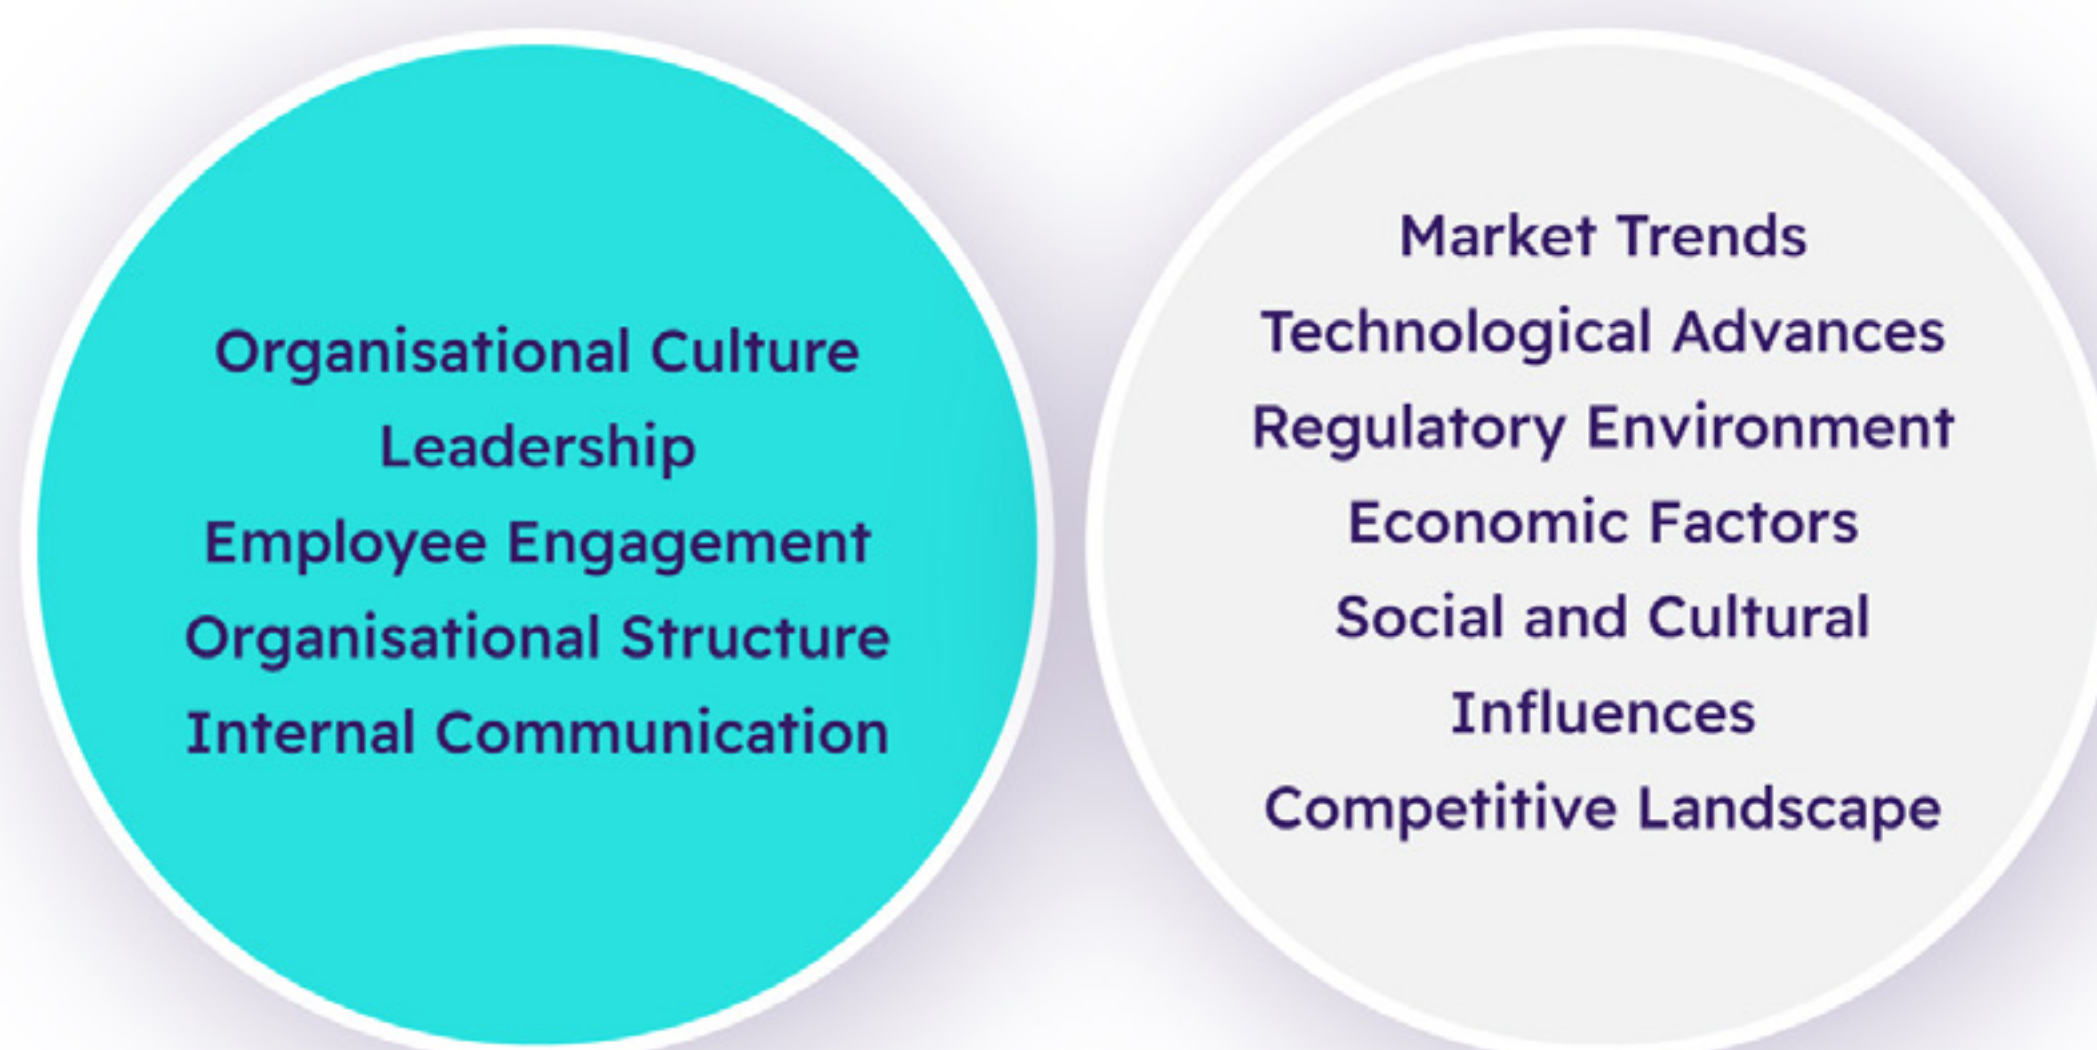 Organisational Culture
Leadership
Employee Engagement
Organisational Structure
Internal Communication
Market Trends
Technological Advances
Regulatory Environment
Economic Factors
Social and Cultural
Influences
Competitive Landscape